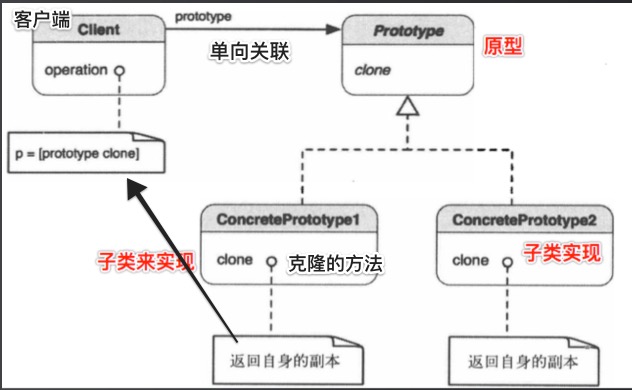 客户端
Client
prototype
Prototype
operation
单向关联
clone
原型
p = [prototype clone]
ConcretePrototype1
ConcretePrototype2
子类来实现
clone
克隆的方法
clone
子类实现
返回自身的副本
返回自身的副本